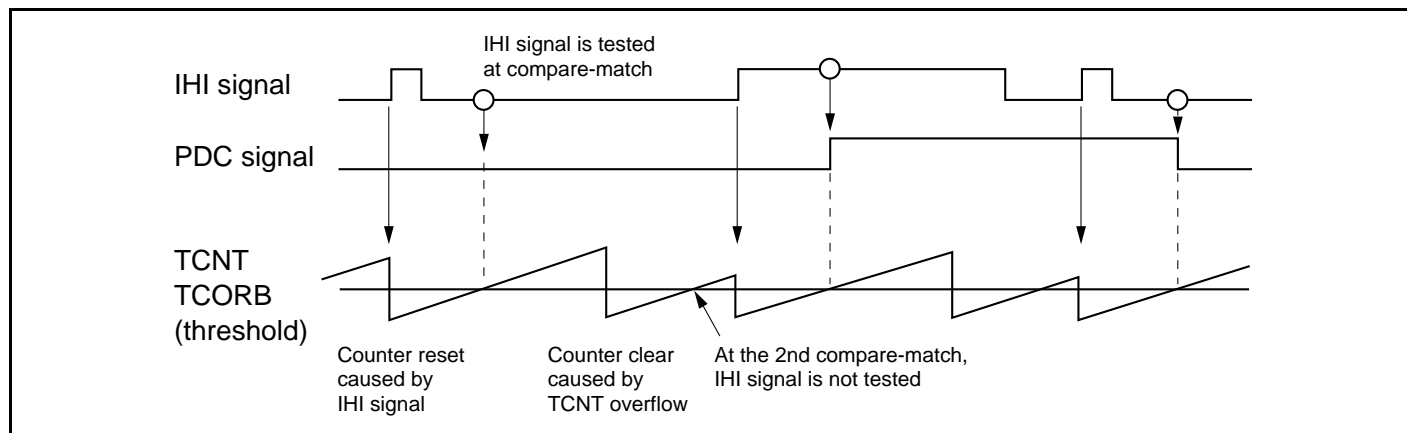 IHI signal is tested
at compare-match
IHI signal
PDC signal
TCNT
TCORB
(threshold)
Counter reset
caused by
IHI signal
Counter clear
caused by
TCNT overflow
At the 2nd compare-match,
IHI signal is not tested